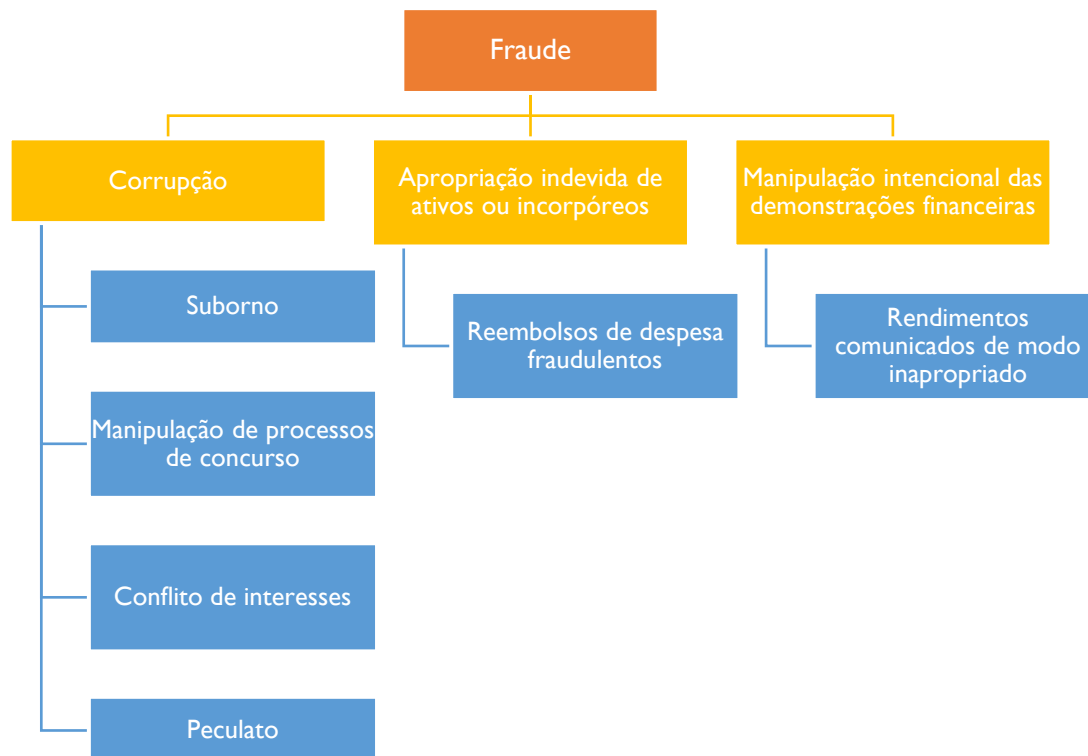 Fraude
Corrupção
Apropriação indevida de
ativos ou incorpóreos
Manipulação intencional das
demonstrações financeiras
Suborno
Manipulação de processos
de concurso
Conflito de interesses
Peculato
Reembolsos de despesa
fraudulentos
Rendimentos
comunicados de modo
inapropriado